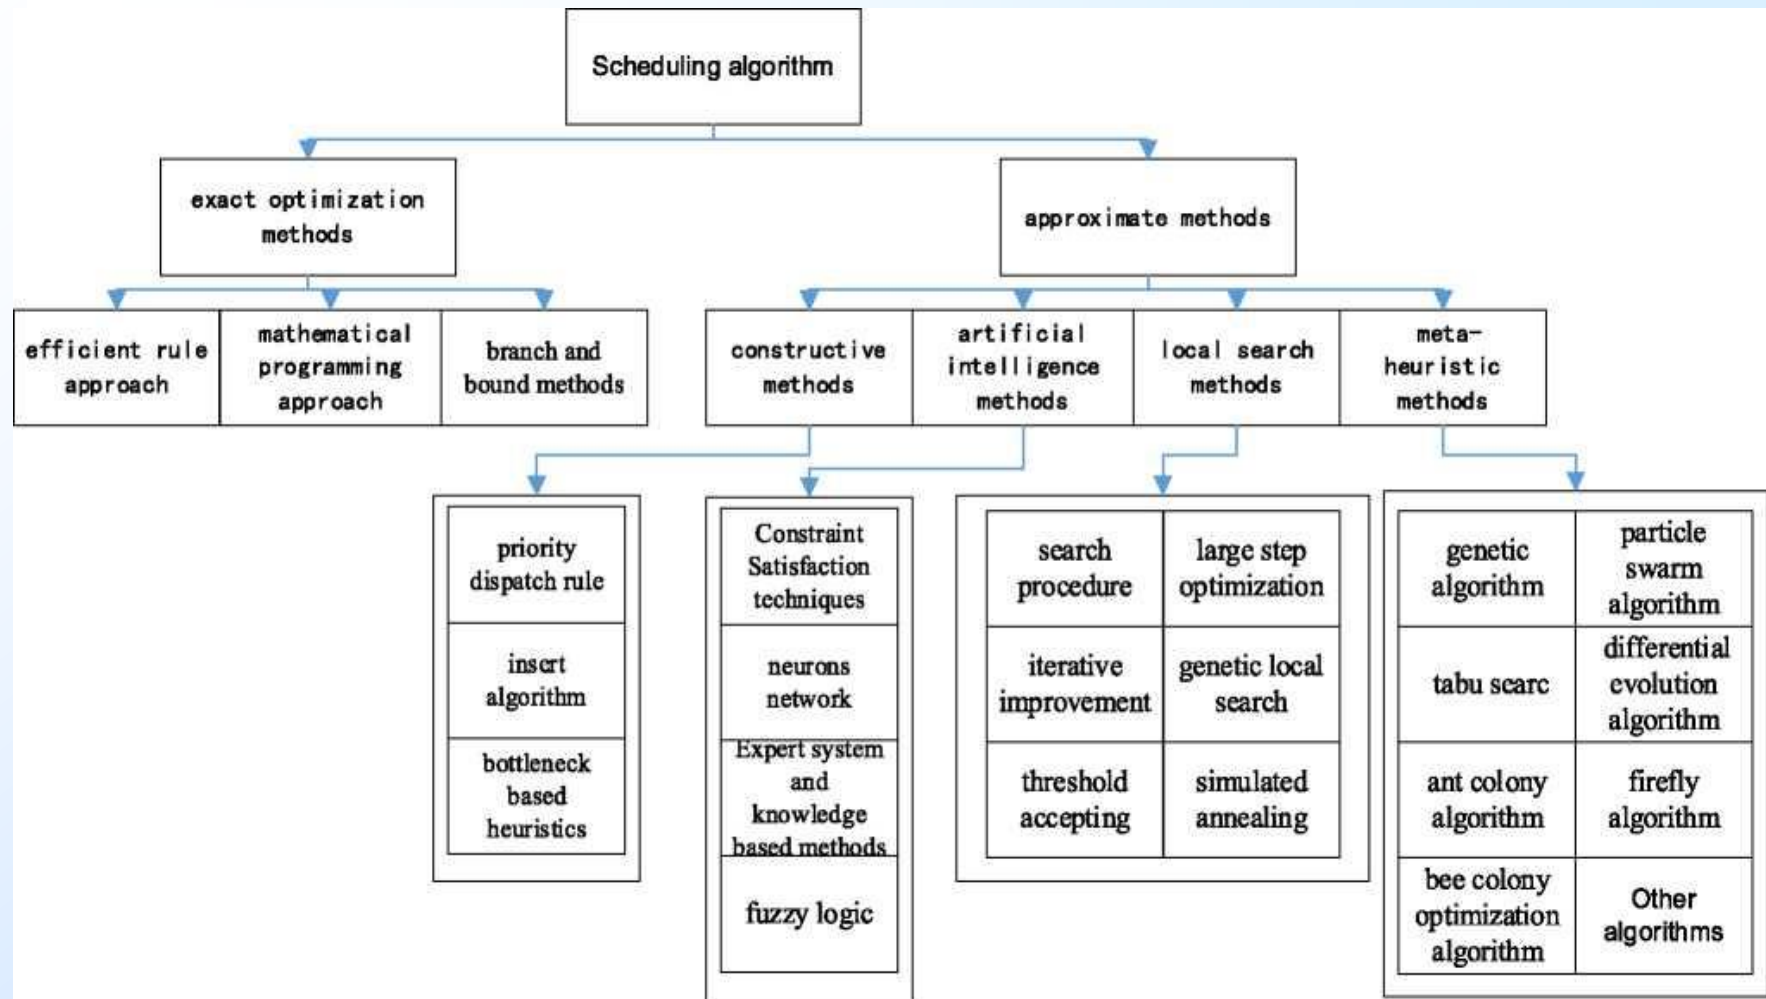 Scheduling algorithm
exact optimization
methods
approximate methods
efficient rule
approach
mathematical
programming
approach
branch and
bound methods
constructive
methods
artificial
intelligence
methods
local search
methods
meta-
heuristic
methods
priority
dispatch rule
insert
algorithm
bottleneck
based
heuristics
Constraint
Satisfaction
techniques
neurons
network
Expert system
and
knowledge
based methods
fuzzy logic
search
procedure
large step
optimization
iterative
improvement
genetic local
search
threshold
accepting
simulated
annealing
genetic
algorithm
particle
swarm
algorithm
tabu searc
differential
evolution
algorithm
ant colony
algorithm
firefly
algorithm
bee colony
optimization
algorithm
Other
algorithms